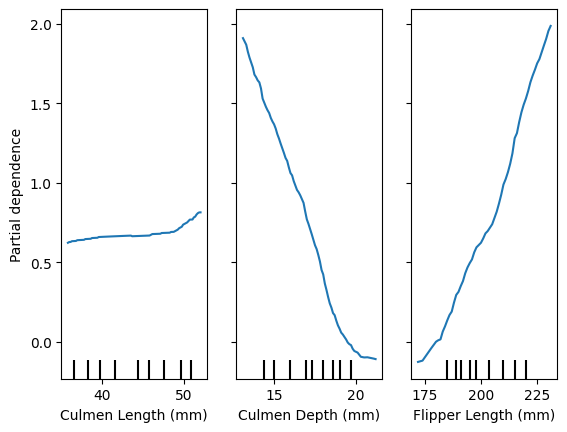 Partial dependence
2.0
1.5
1.0
0.5
0.0
40 50
15 20
175 200 225
Culmen Length (mm)
Culmen Depth (mm)
Flipper Length (mm)